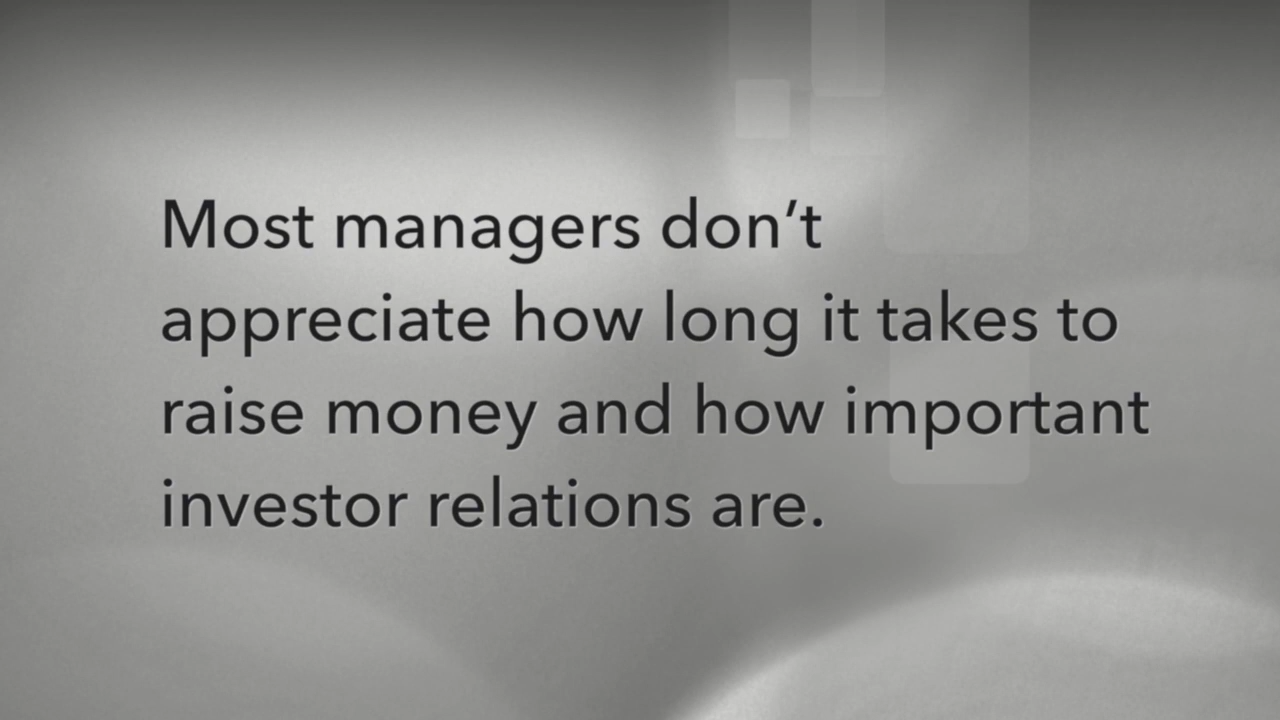 Most managers don’t
appreciate how long it takes to
raise money and how important
investor relations are.